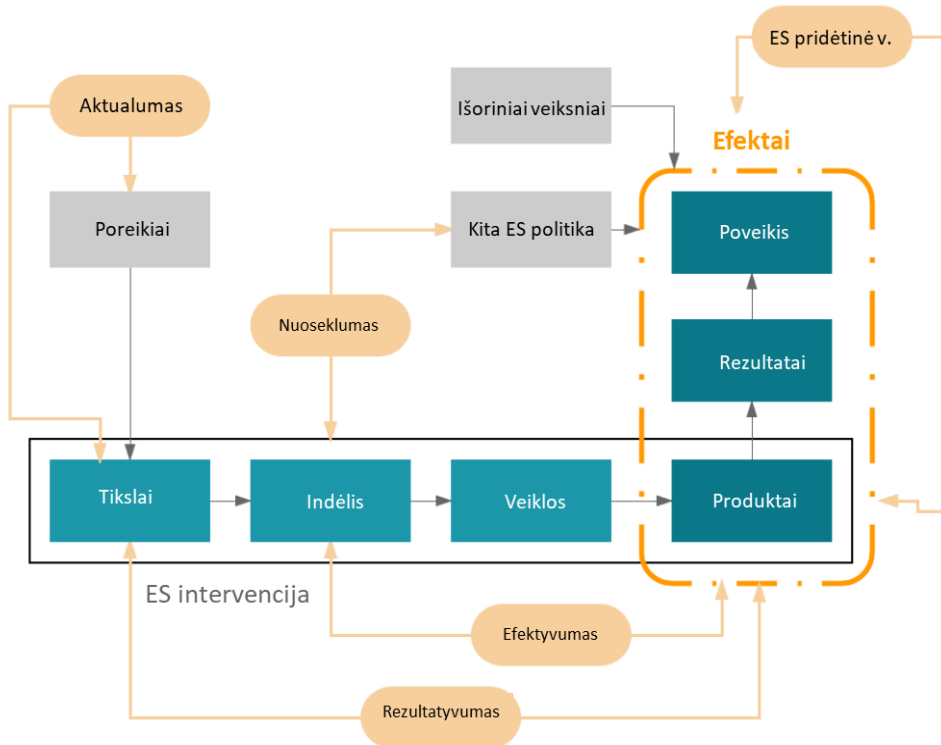 ES pridėtinė v.
Aktualumas
Išoriniai veiksniai
Efektai
Poreikiai
Kita ES politika
Poveikis
Nuoseklumas
Rezultatai
Tikslai
Indėlis
Veiklos
Produktai
ES intervencija
Efektyvumas
Rezultatyvumas